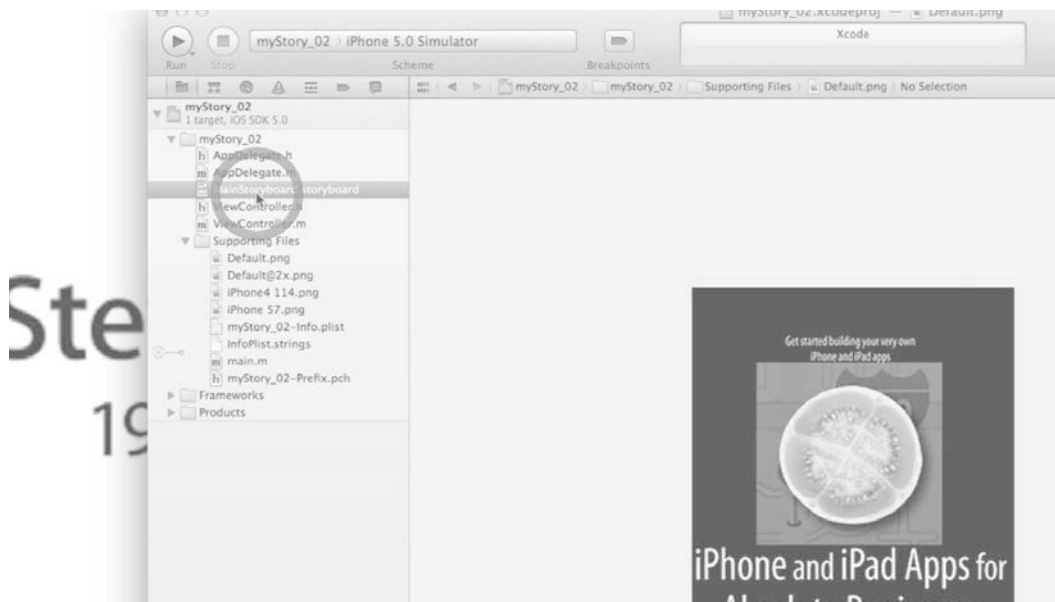 myStory_02.xcodeproj — Default.png
myStory_02 › iPhone 5.0 Simulator
Xcode
Run Stop Scheme Breakpoints
myStory_02 › myStory_02 › Supporting Files › Default.png › No Selection
myStory_02
1 target, iOS SDK 5.0
myStory_02
h AppDelegate.h
m AppDelegate.m
MainStoryboard.storyboard
h ViewController.h
m ViewController.m
Supporting Files
Default.png
Default@2x.png
iPhone4 114.png
iPhone 57.png
myStory_02-Info.plist
InfoPlist.strings
m main.m
h myStory_02-Prefix.pch
Frameworks
Products
Ste
19
Get started building your very own
iPhone and iPad apps
iPhone and iPad Apps for